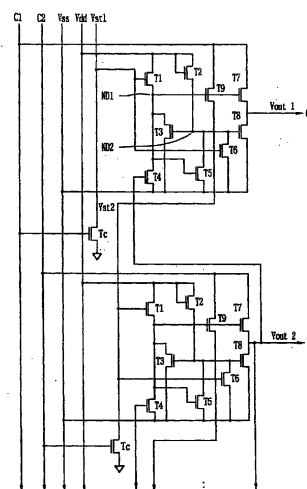 C1 C2 Vss Vdd Vst1
T1 T2 T7
ND1 T9
T8 Vout 1
T3
ND2 T6
T4 T5
Vst2
Tc
T1 T2 T7
T9
T8 Vout 2
T3
T6
T4 T5
Tc